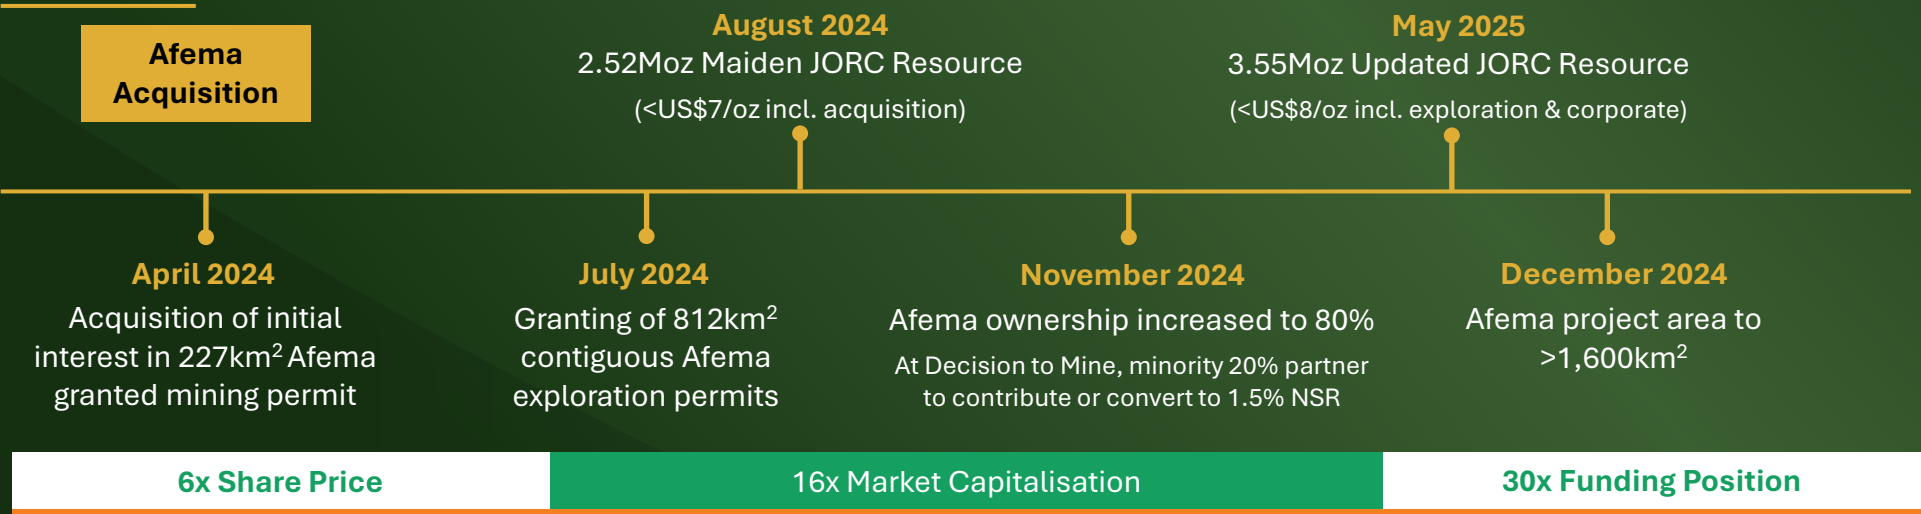 Afema
Acquisition
August 2024
2.52Moz Maiden JORC Resource
(<US$7/oz incl. acquisition)
May 2025
3.55Moz Updated JORC Resource
(<US$8/oz incl. exploration & corporate)
April 2024
Acquisition of initial
interest in 227km² Afema
granted mining permit
July 2024
Granting of 812km²
contiguous Afema
exploration permits
November 2024
Afema ownership increased to 80%
At Decision to Mine, minority 20% partner
to contribute or convert to 1.5% NSR
December 2024
Afema project area to
>1,600km²
6x Share Price
16x Market Capitalisation
30x Funding Position